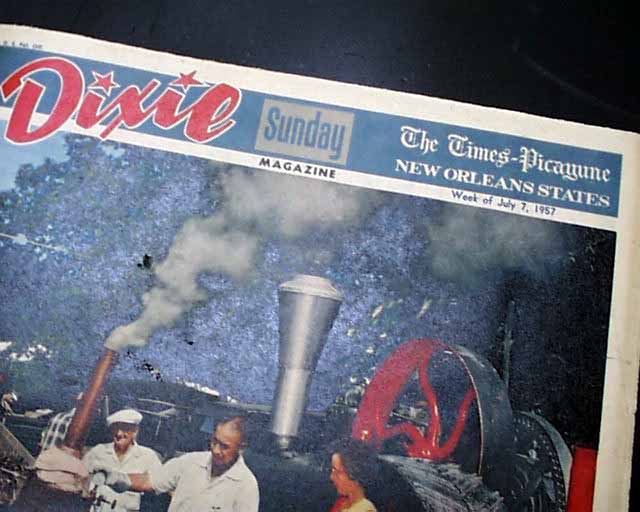 Dixie
Sunday
MAGAZINE
The Times-Picayune
NEW ORLEANS STATES
Week of July 7, 1957